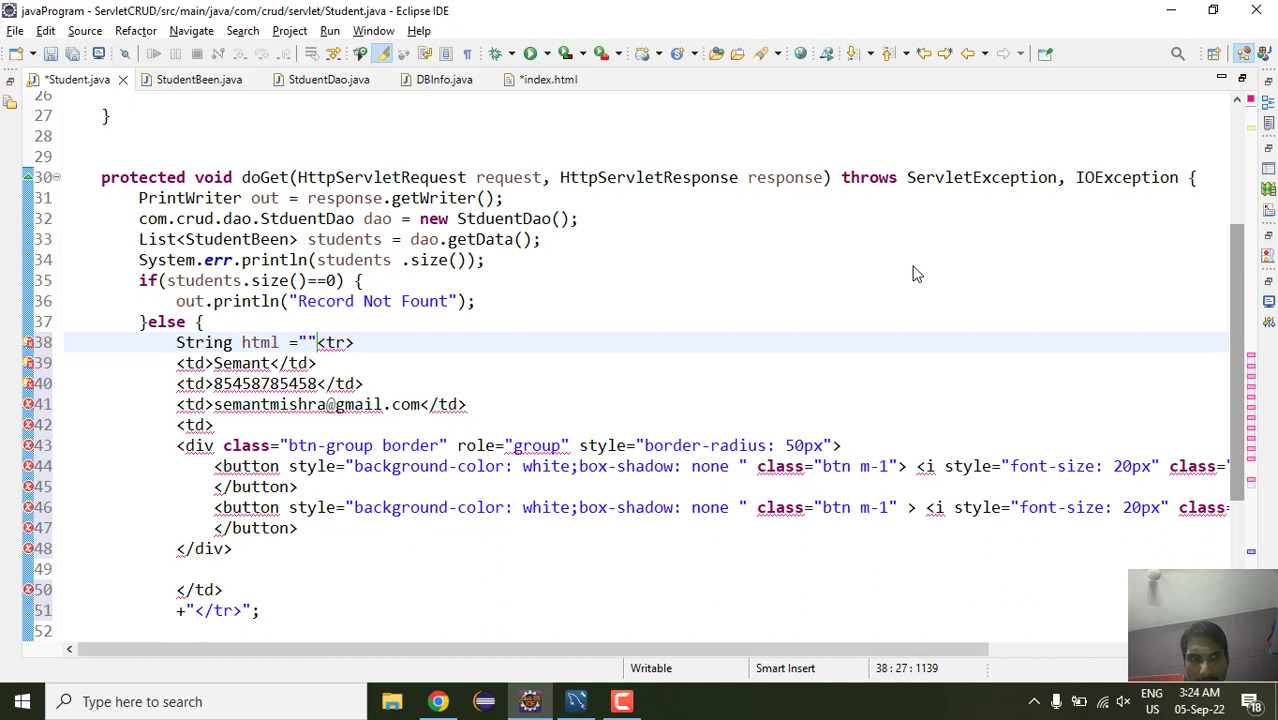 javaProgram - ServletCRUD/src/main/java/com/crud/servlet/Student.java - Eclipse IDE
File Edit Source Refactor Navigate Search Project Run Window Help
*Student.java StudentBeen.java StduentDao.java DBInfo.java *index.html
26
27 }
28
29
30 protected void doGet(HttpServletRequest request, HttpServletResponse response) throws ServletException, IOException {
31 PrintWriter out = response.getWriter();
32 com.crud.dao.StduentDao dao = new StduentDao();
33 List<StudentBeen> students = dao.getData();
34 System.err.println(students .size());
35 if(students.size()==0) {
36 out.println("Record Not Fount");
37 }else {
38 String html =""<tr>
39 <td>Semant</td>
40 <td>85458785458</td>
41 <td>semantmishra@gmail.com</td>
42 <td>
43 <div class="btn-group border" role="group" style="border-radius: 50px">
44 <button style="background-color: white;box-shadow: none " class="btn m-1"> <i style="font-size: 20px" class="
45 </button>
46 <button style="background-color: white;box-shadow: none " class="btn m-1" > <i style="font-size: 20px" class=
47 </button>
48 </div>
49
50 </td>
51 +"</tr>";
52
Writable Smart Insert 38 : 27 : 1139
Type here to search
ENG
US
3:24 AM
05-Sep-22
18